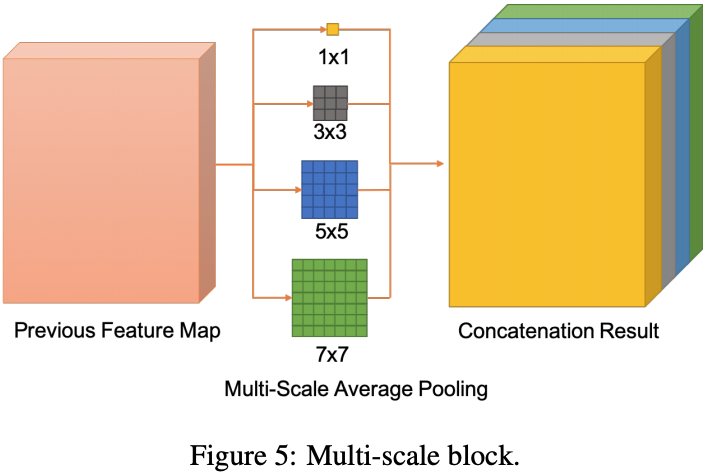 1x1
3x3
5x5
7x7
Previous Feature Map
Concatenation Result
Multi-Scale Average Pooling
Figure 5: Multi-scale block.